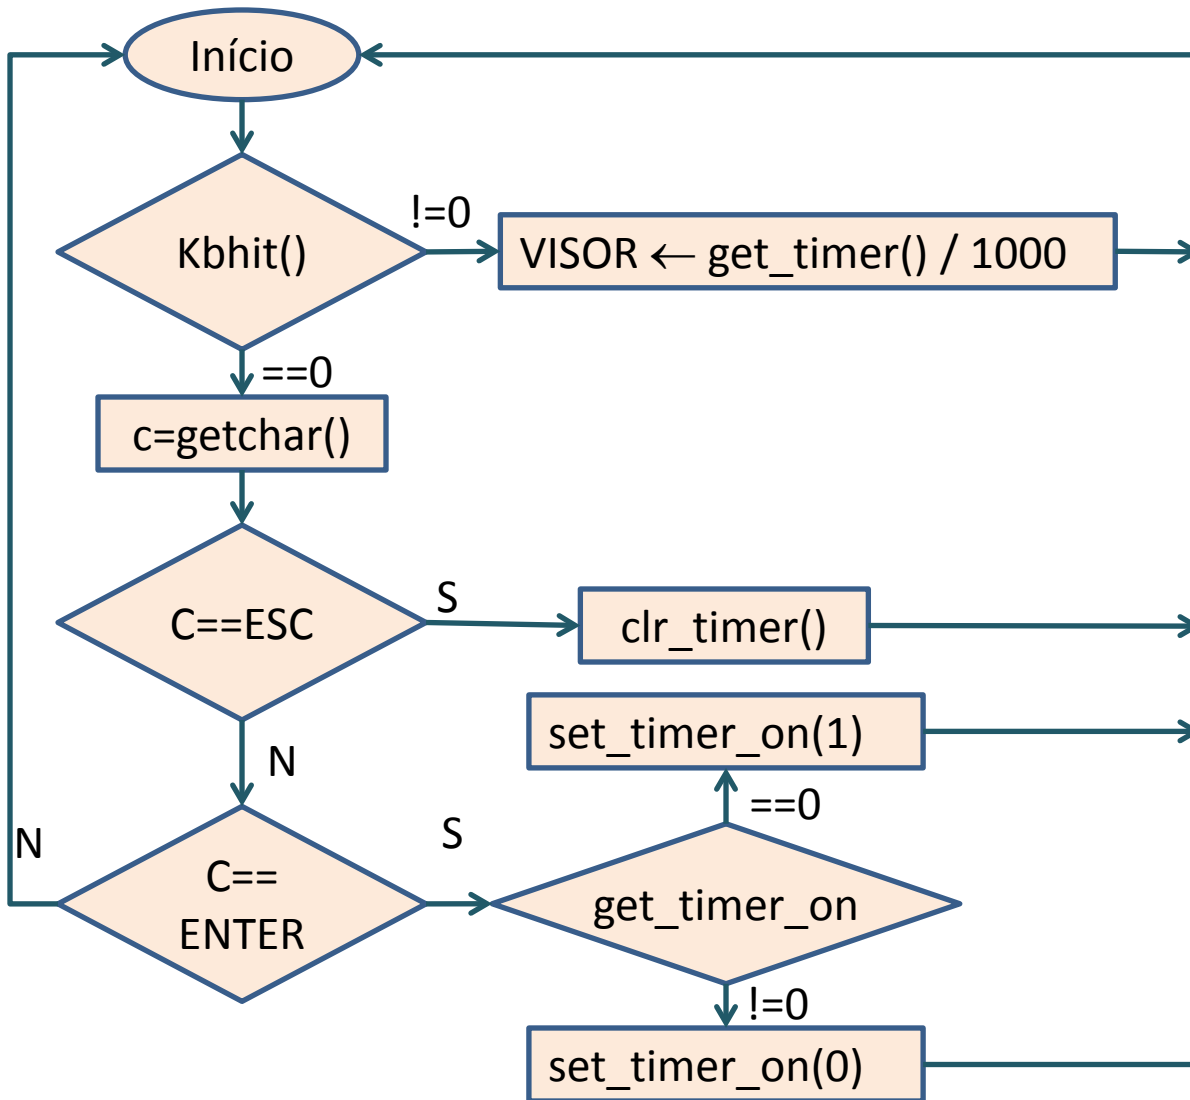 Início
Kbhit()
!=0
VISOR ← get_timer() / 1000
==0
c=getchar()
C==ESC
S
clr_timer()
N
set_timer_on(1)
==0
N
C==
ENTER
S
get_timer_on
!=0
set_timer_on(0)